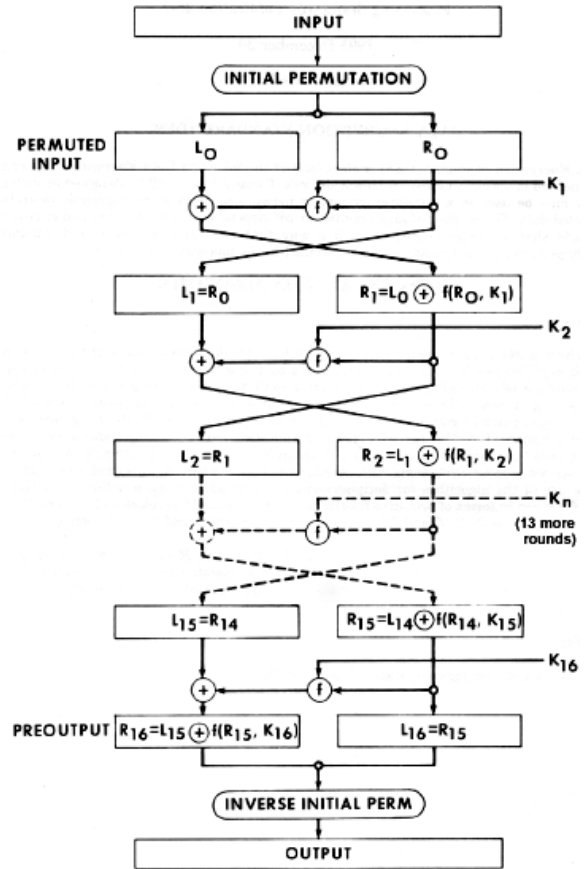 INPUT
INITIAL PERMUTATION
PERMUTED
INPUT
L₀
R₀
K₁
+
f
L₁=R₀
R₁=L₀ ⊕ f(R₀, K₁)
K₂
+
f
L₂=R₁
R₂=L₁ ⊕ f(R₁, K₂)
Kₙ
(13 more
rounds)
+
f
L₁₅=R₁₄
R₁₅=L₁₄ ⊕ f(R₁₄, K₁₅)
K₁₆
+
f
PREOUTPUT
R₁₆=L₁₅ ⊕ f(R₁₅, K₁₆)
L₁₆=R₁₅
INVERSE INITIAL PERM
OUTPUT